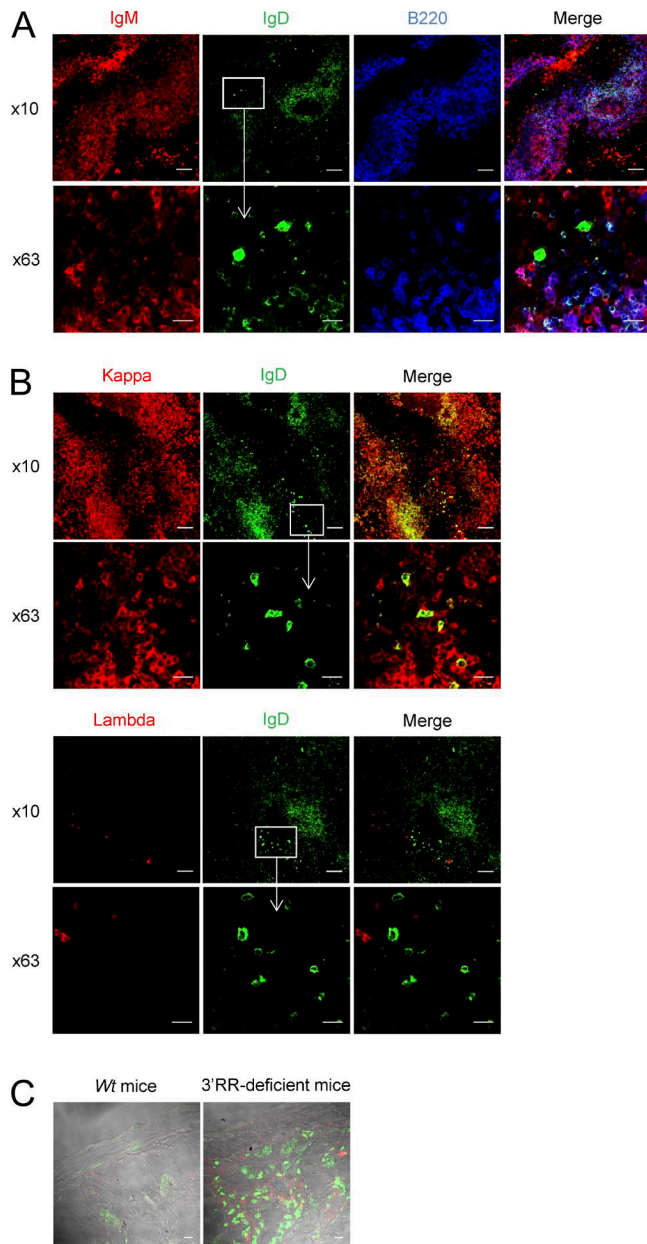 A
IgM IgD B220 Merge
x10
x63
B
Kappa IgD Merge
x10
x63
Lambda IgD Merge
x10
x63
C
Wt mice 3'RR-deficient mice